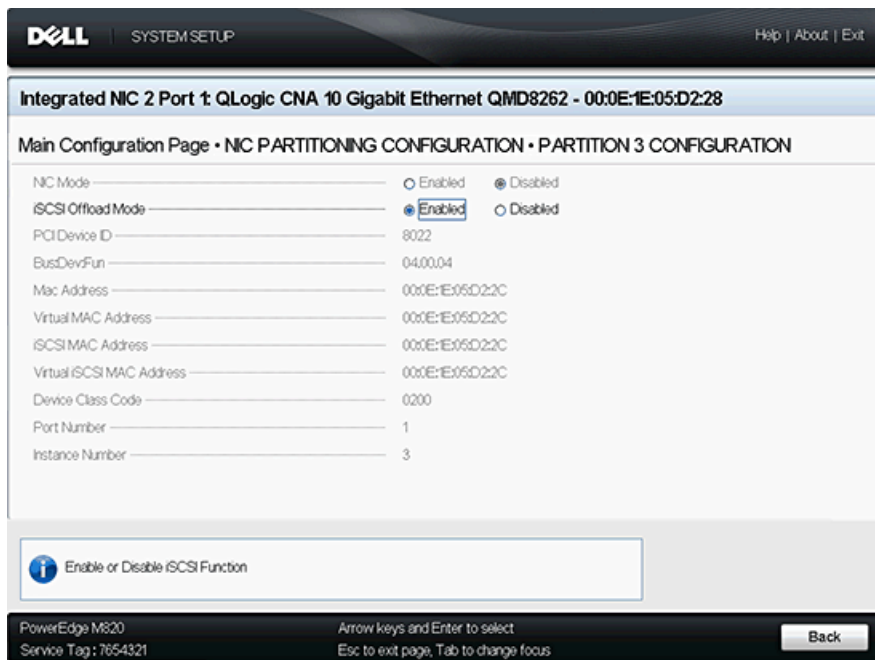 DELL SYSTEM SETUP Help | About | Exit
Integrated NIC 2 Port 1: QLogic CNA 10 Gigabit Ethernet QMD8262 - 00:0E:1E:05:D2:28
Main Configuration Page • NIC PARTITIONING CONFIGURATION • PARTITION 3 CONFIGURATION
NIC Mode Enabled Disabled
iSCSI Offload Mode Enabled Disabled
PCI Device ID 8022
BusDevFun 04:00:04
Mac Address 00:0E:1E:05:D2:2C
Virtual MAC Address 00:0E:1E:05:D2:2C
iSCSI MAC Address 00:0E:1E:05:D2:2C
Virtual iSCSI MAC Address 00:0E:1E:05:D2:2C
Device Class Code 0200
Port Number 1
Instance Number 3
Enable or Disable iSCSI Function
PowerEdge M820 Arrow keys and Enter to select
Service Tag : 7654321 Esc to exit page, Tab to change focus
Back